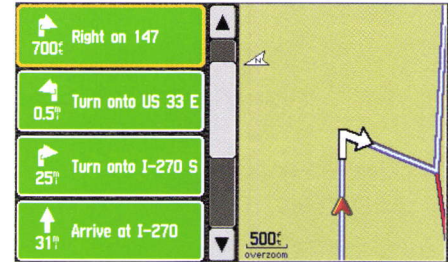 Right on 147
700ft
Turn onto US 33 E
0.5mi
Turn onto I-270 S
25mi
Arrive at I-270
31mi
N
500ft
overzoom